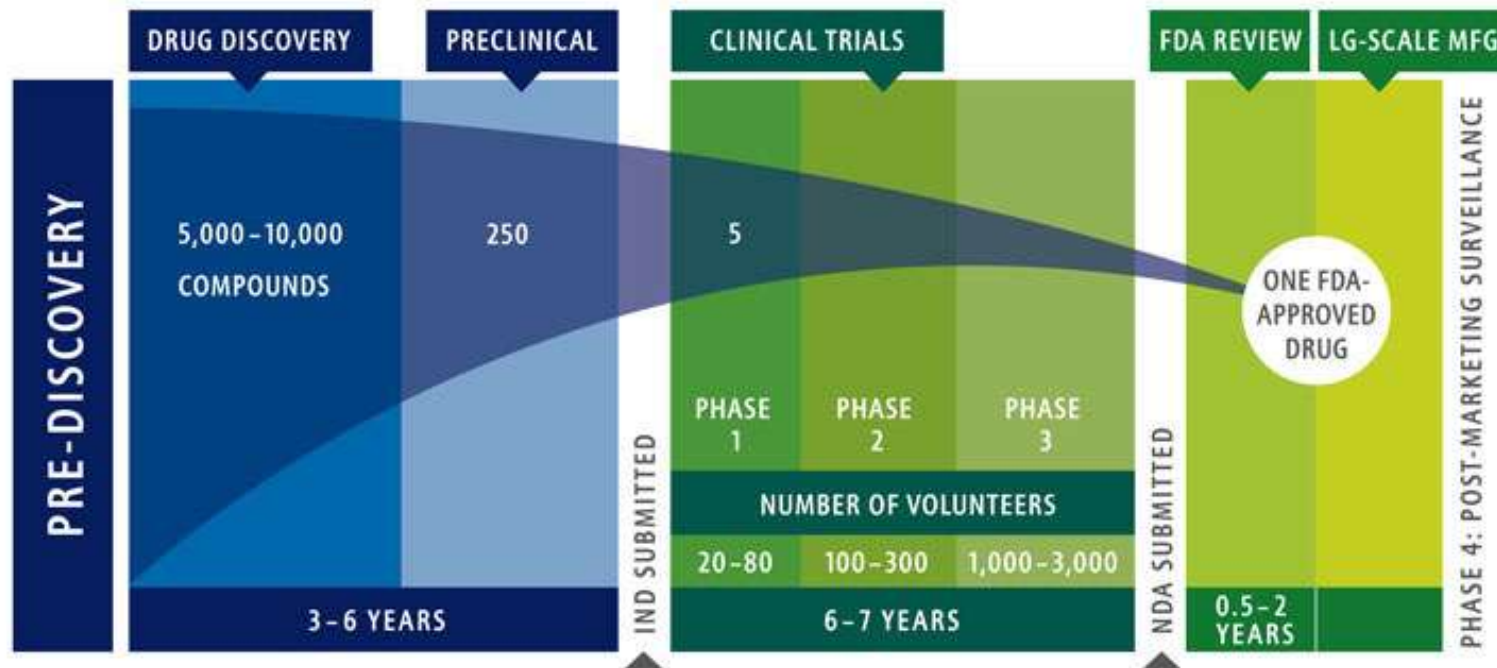 DRUG DISCOVERY
PRECLINICAL
CLINICAL TRIALS
FDA REVIEW
LG-SCALE MFG
PRE-DISCOVERY
5,000–10,000
COMPOUNDS
250
5
ONE FDA-
APPROVED
DRUG
PHASE
1
PHASE
2
PHASE
3
NUMBER OF VOLUNTEERS
20–80
100–300
1,000–3,000
3–6 YEARS
IND SUBMITTED
6–7 YEARS
NDA SUBMITTED
0.5–2
YEARS
PHASE 4: POST-MARKETING SURVEILLANCE